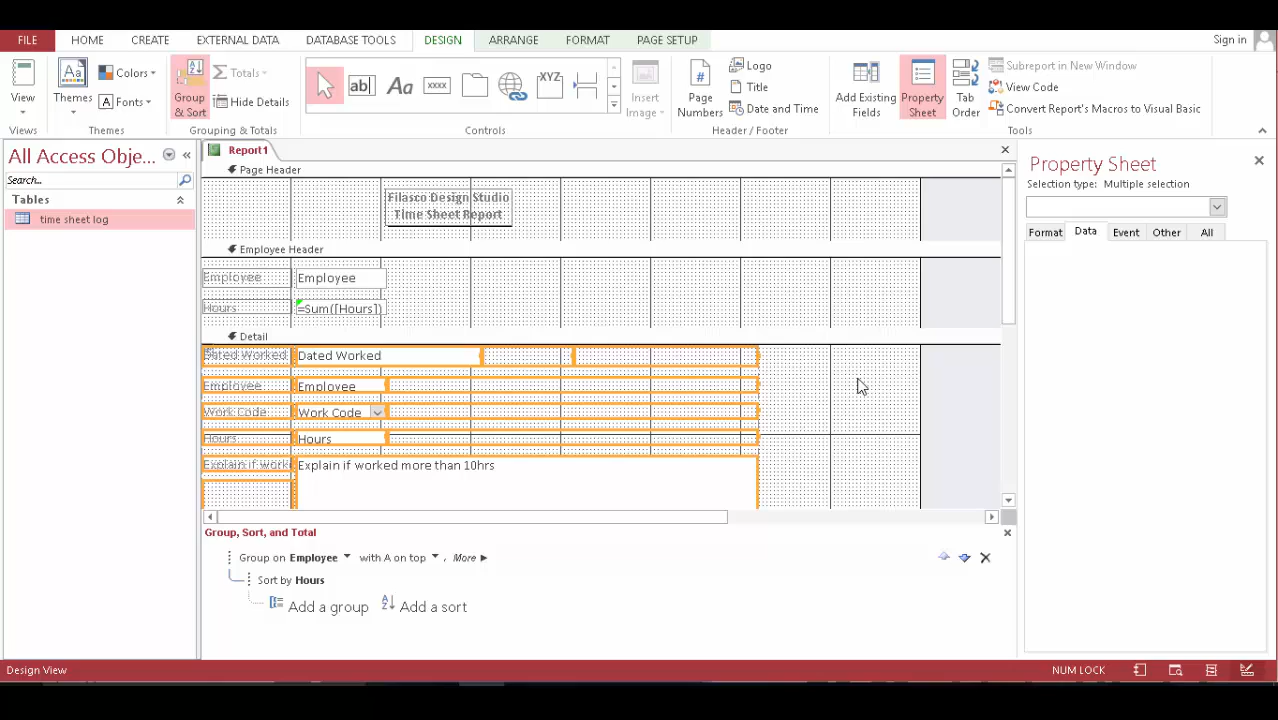 FILE HOME CREATE EXTERNAL DATA DATABASE TOOLS DESIGN ARRANGE FORMAT PAGE SETUP Sign in
View
Views
Aa
Themes
Colors
A Fonts
Themes
Group
& Sort
Totals
Hide Details
Grouping & Totals
ab| Aa xxxx XYZ
Controls
Insert
Image
Page
Numbers
Logo
Title
Date and Time
Header / Footer
Add Existing
Fields
Property
Sheet
Tab
Order
Subreport in New Window
View Code
Convert Report's Macros to Visual Basic
Tools
All Access Obje...
Search...
Tables
time sheet log
Report1
Page Header
Filasco Design Studio
Time Sheet Report
Employee Header
Employee Employee
Hours =Sum([Hours])
Detail
Dated Worked Dated Worked
Employee Employee
Work Code Work Code
Hours Hours
Explain if work Explain if worked more than 10hrs
Group, Sort, and Total
Group on Employee with A on top , More
Sort by Hours
Add a group Add a sort
Property Sheet
Selection type: Multiple selection
Format Data Event Other All
Design View NUM LOCK